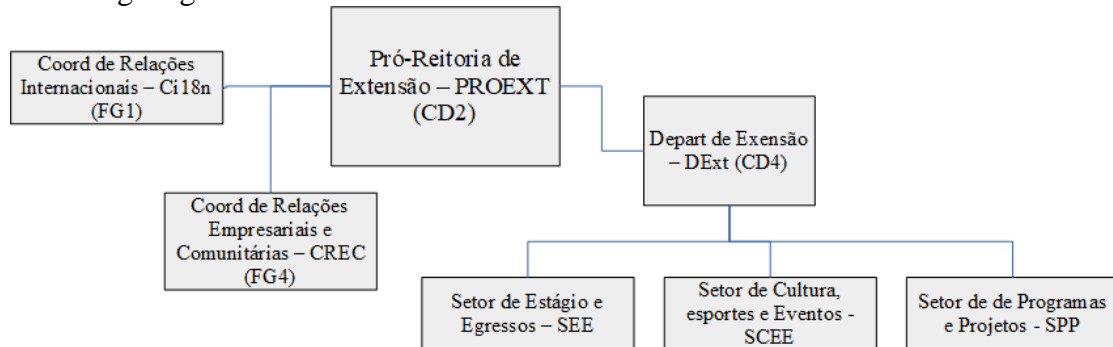 Pró-Reitoria de
Extensão – PROEXT
(CD2)
Coord de Relações
Internacionais – Ci18n
(FG1)
Depart de Exensão
– DExt (CD4)
Coord de Relações
Empresariais e
Comunitárias – CREC
(FG4)
Setor de Estágio e
Egressos – SEE
Setor de Cultura,
esportes e Eventos -
SCEE
Setor de de Programas
e Projetos - SPP